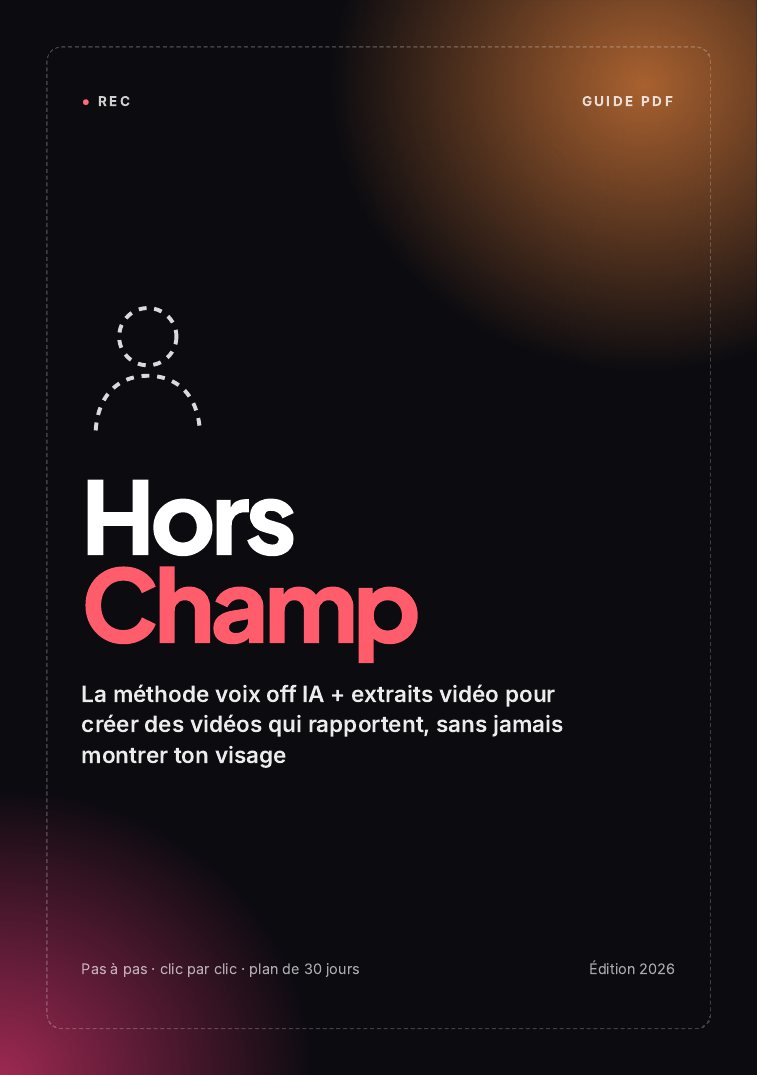 REC
GUIDE PDF
Hors
Champ
La méthode voix off IA + extraits vidéo pour
créer des vidéos qui rapportent, sans jamais
montrer ton visage
Pas à pas · clic par clic · plan de 30 jours
Édition 2026